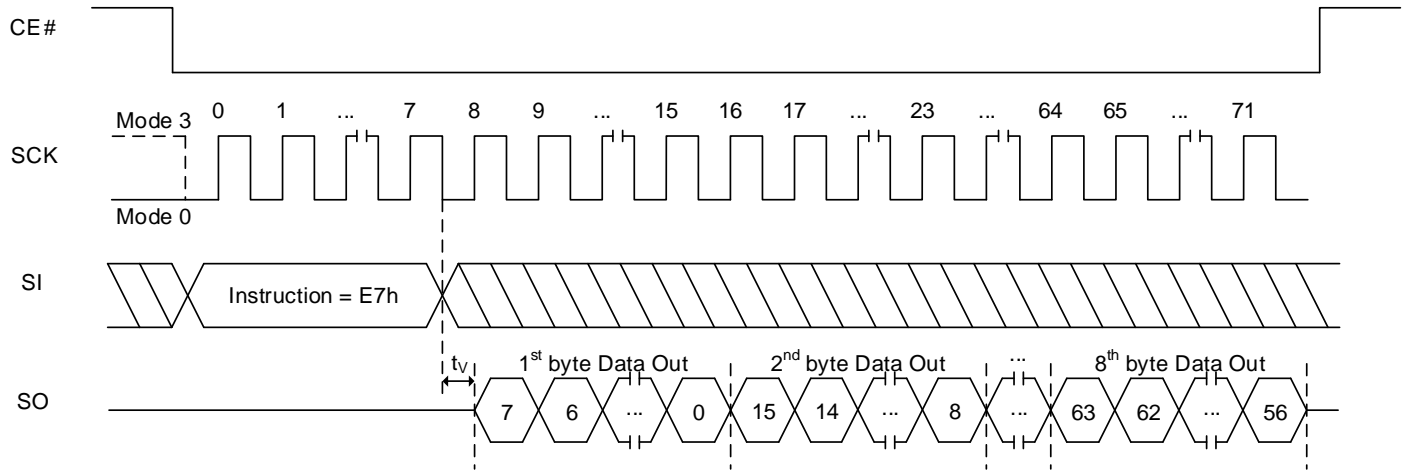 CE#
Mode 3 0 1 ... 7 8 9 ... 15 16 17 ... 23 ... 64 65 ... 71
SCK
Mode 0
SI Instruction = E7h
tV 1st byte Data Out 2nd byte Data Out ... 8th byte Data Out
SO 7 6 ... 0 15 14 ... 8 ... 63 62 ... 56